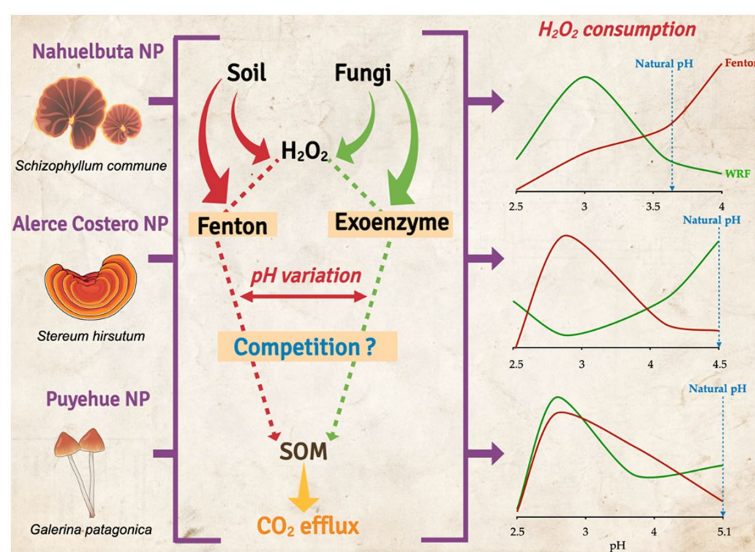 Nahuelbuta NP
Schizophyllum commune
Alerce Costero NP
Stereum hirsutum
Puyehue NP
Galerina patagonica
Soil
Fungi
H₂O₂
Fenton
Exoenzyme
pH variation
Competition ?
SOM
CO₂ efflux
H₂O₂ consumption
Natural pH
Fenton
WRF
2.5 3 3.5 4
Natural pH
2.5 3 4 4.5
Natural pH
2.5 3 4 5.1
pH